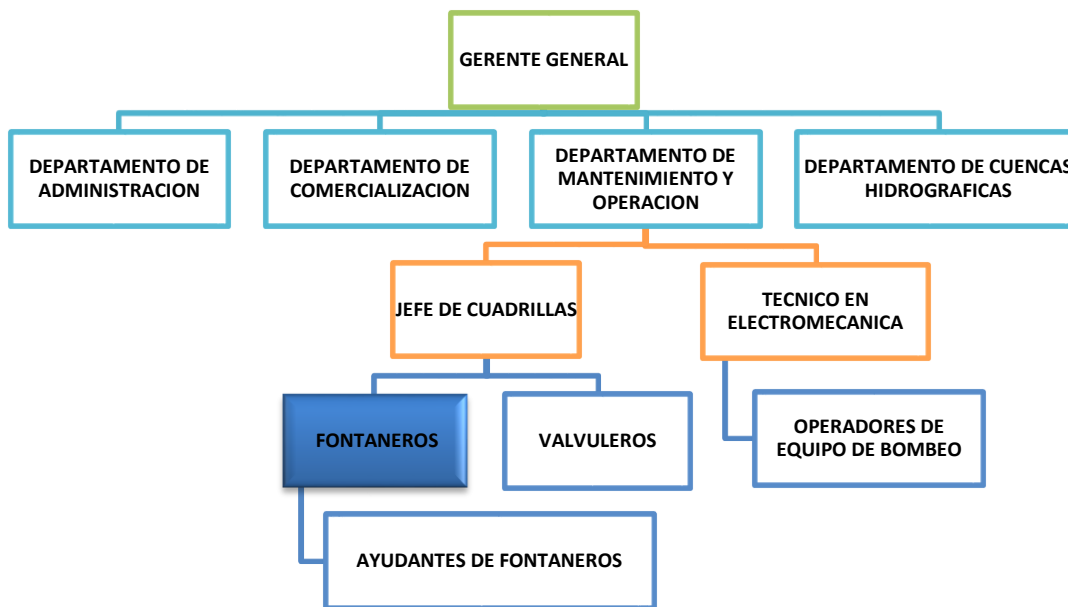 GERENTE GENERAL
DEPARTAMENTO DE
ADMINISTRACION
DEPARTAMENTO DE
COMERCIALIZACION
DEPARTAMENTO DE
MANTENIMIENTO Y
OPERACION
DEPARTAMENTO DE CUENCAS
HIDROGRAFICAS
JEFE DE CUADRILLAS
TECNICO EN
ELECTROMECANICA
FONTANEROS
VALVULEROS
OPERADORES DE
EQUIPO DE BOMBEO
AYUDANTES DE FONTANEROS